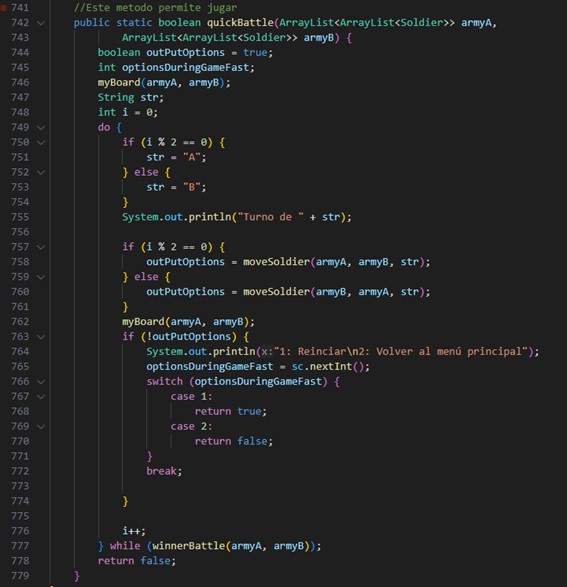 741 //Este metodo permite jugar
742 public static boolean quickBattle(ArrayList<ArrayList<Soldier>> armyA,
743 ArrayList<ArrayList<Soldier>> armyB) {
744 boolean outPutOptions = true;
745 int optionsDuringGameFast;
746 myBoard(armyA, armyB);
747 String str;
748 int i = 0;
749 do {
750 if (i % 2 == 0) {
751 str = "A";
752 } else {
753 str = "B";
754 }
755 System.out.println("Turno de " + str);
756
757 if (i % 2 == 0) {
758 outPutOptions = moveSoldier(armyA, armyB, str);
759 } else {
760 outPutOptions = moveSoldier(armyB, armyA, str);
761 }
762 myBoard(armyA, armyB);
763 if (!outPutOptions) {
764 System.out.println(x:"1: Reinciar\n2: Volver al menú principal");
765 optionsDuringGameFast = sc.nextInt();
766 switch (optionsDuringGameFast) {
767 case 1:
768 return true;
769 case 2:
770 return false;
771 }
772 break;
773
774 }
775
776 i++;
777 } while (winnerBattle(armyA, armyB));
778 return false;
779 }